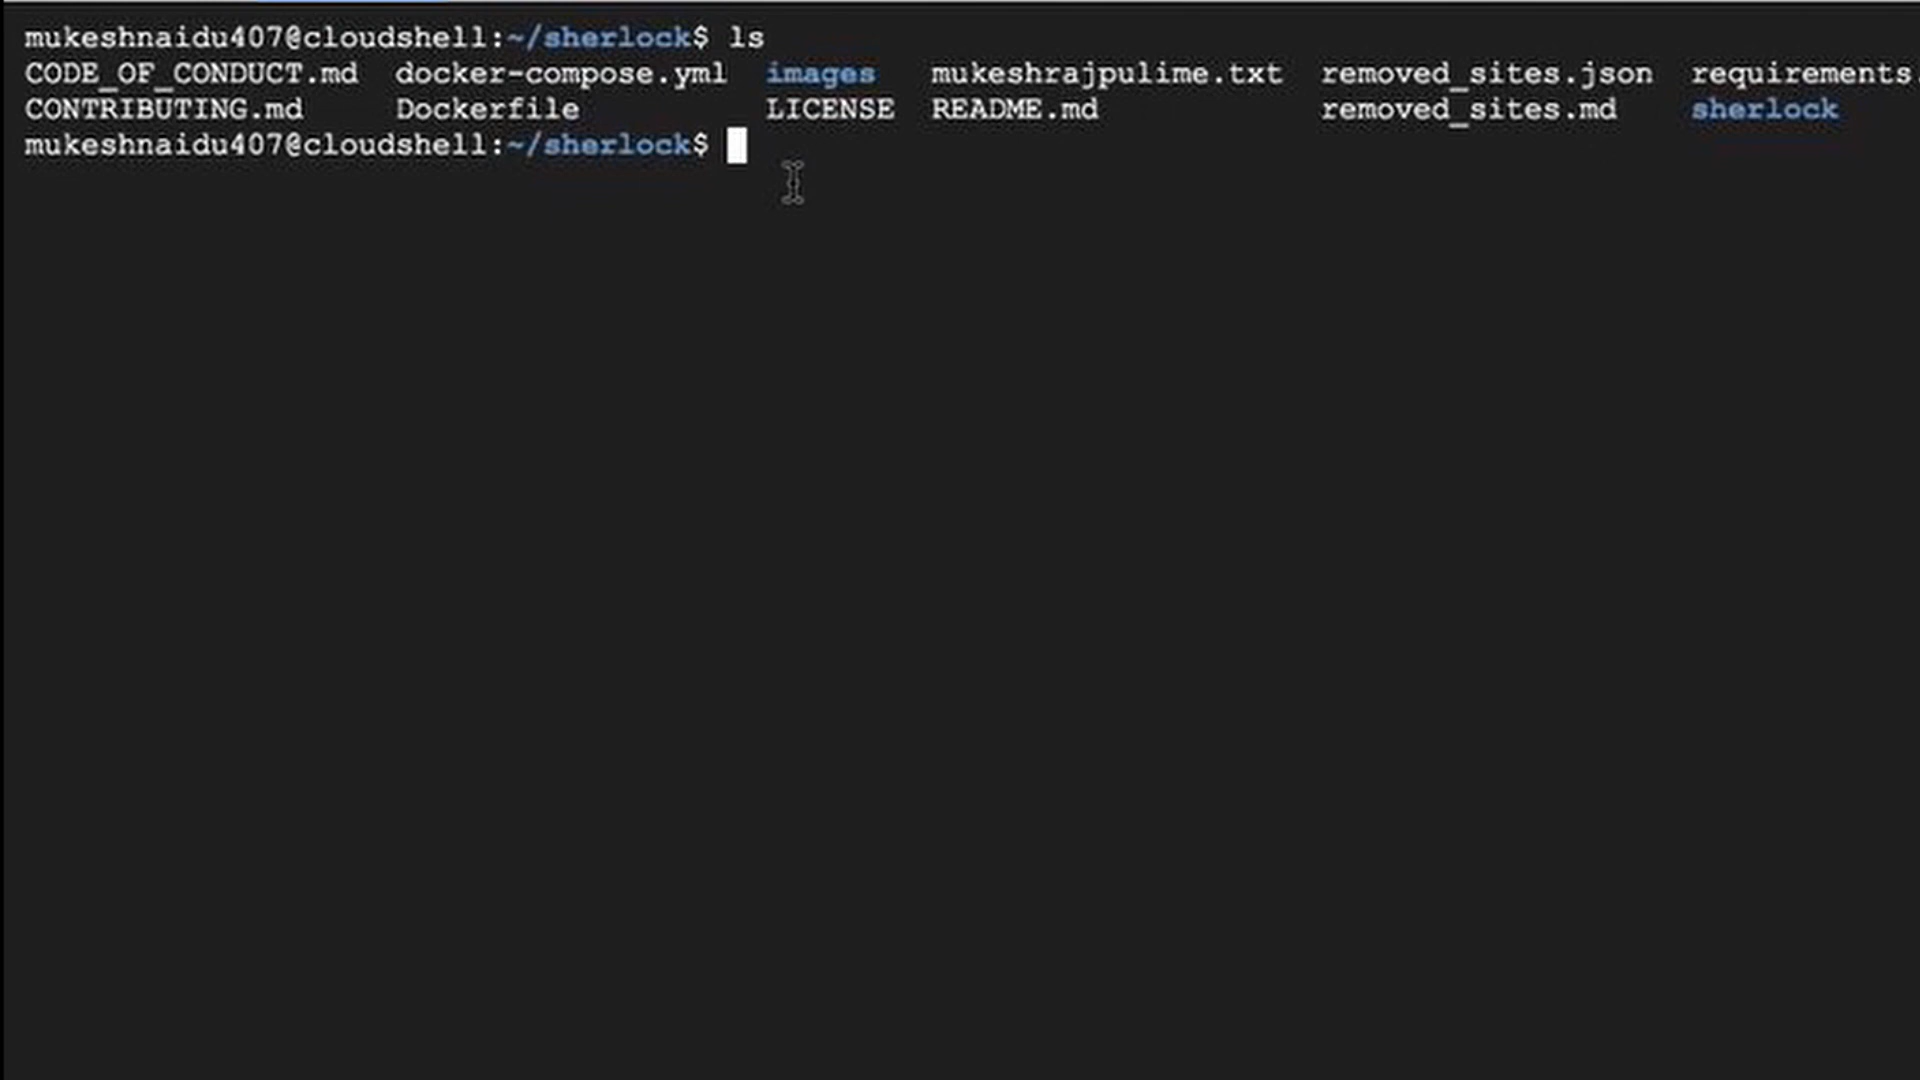 mukeshnaidu407@cloudshell:~/sherlock$ ls
CODE_OF_CONDUCT.md docker-compose.yml images mukeshrajpulime.txt removed_sites.json requirements.
CONTRIBUTING.md Dockerfile LICENSE README.md removed_sites.md sherlock
mukeshnaidu407@cloudshell:~/sherlock$